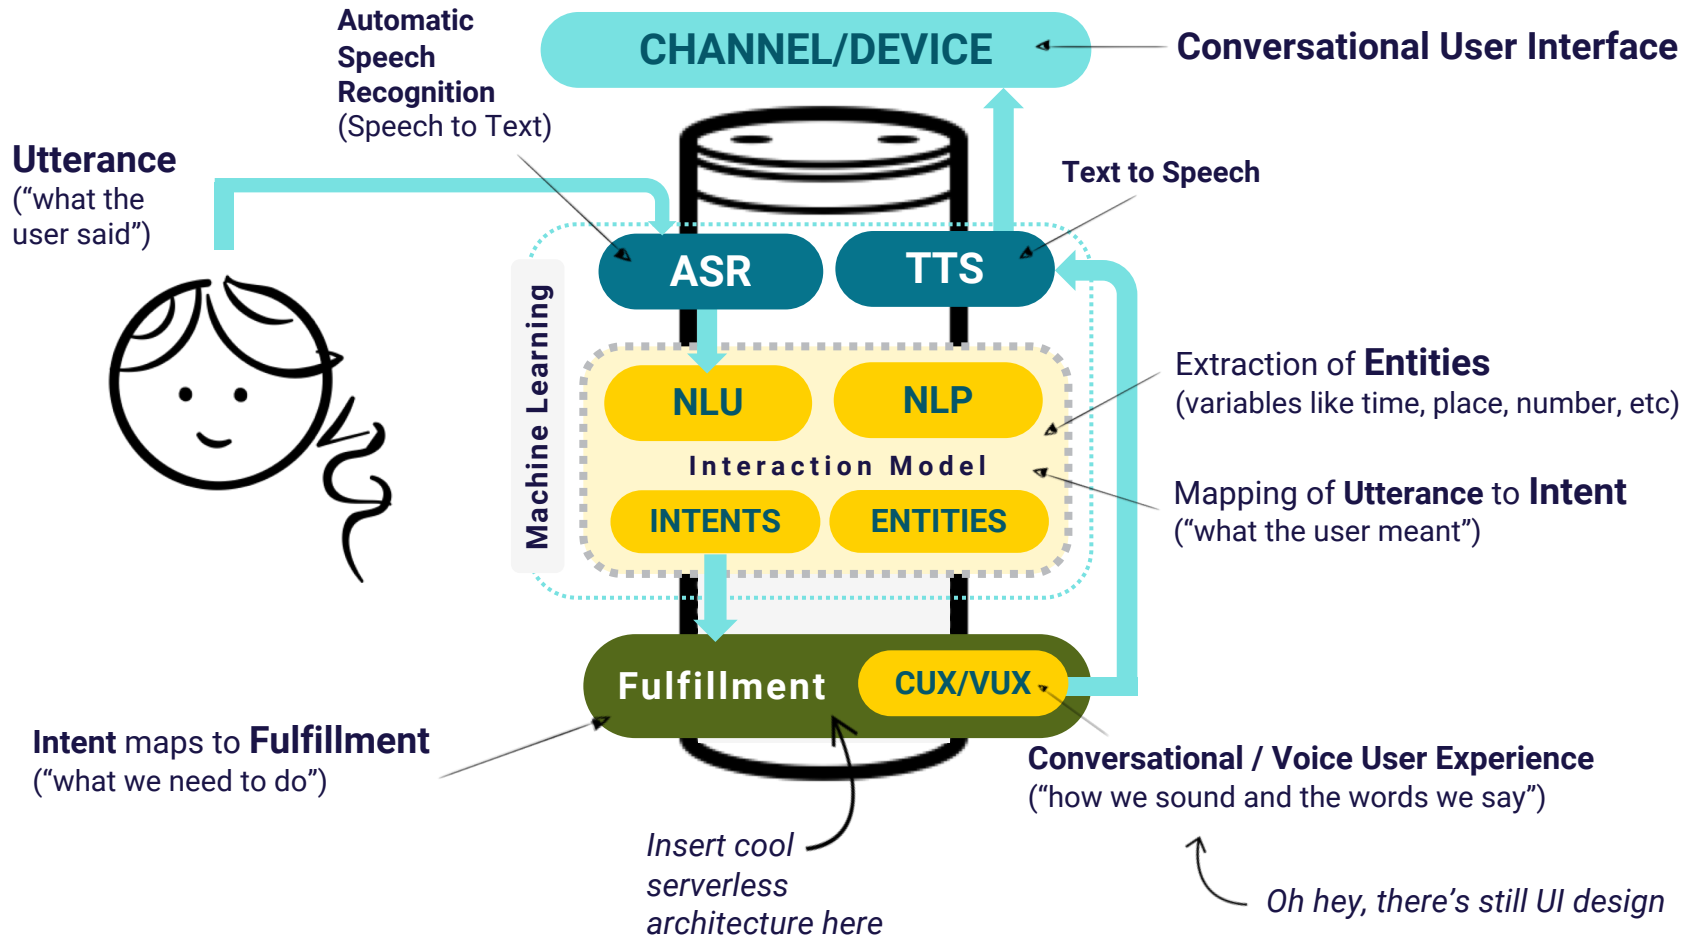 Automatic
Speech
Recognition
(Speech to Text)
CHANNEL/DEVICE
Conversational User Interface
Utterance
(“what the
user said”)
Text to Speech
ASR
TTS
Machine Learning
NLU
NLP
Interaction Model
INTENTS
ENTITIES
Extraction of Entities
(variables like time, place, number, etc)
Mapping of Utterance to Intent
(“what the user meant”)
Fulfillment
CUX/VUX
Intent maps to Fulfillment
(“what we need to do”)
Conversational / Voice User Experience
(“how we sound and the words we say”)
Insert cool
serverless
architecture here
Oh hey, there’s still UI design